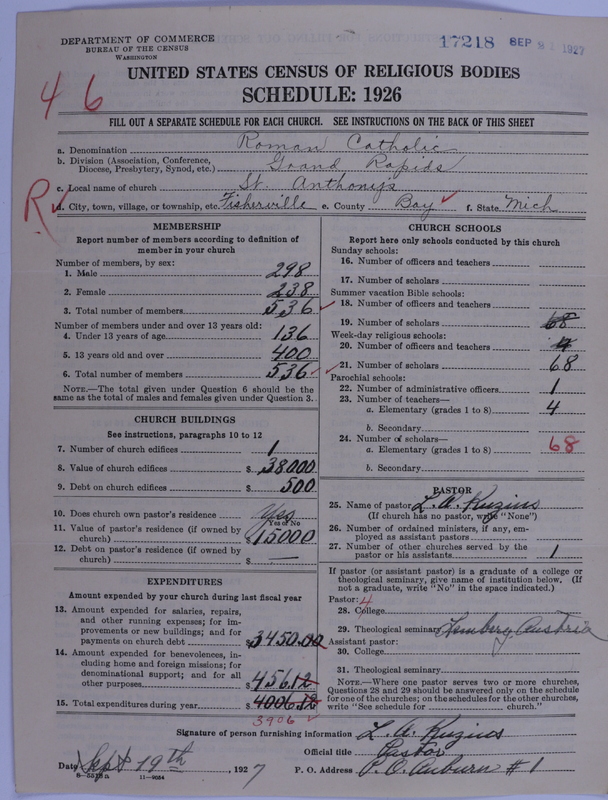 DEPARTMENT OF COMMERCE
BUREAU OF THE CENSUS
WASHINGTON
17218 SEP 1927
4 6
UNITED STATES CENSUS OF RELIGIOUS BODIES
SCHEDULE: 1926
FILL OUT A SEPARATE SCHEDULE FOR EACH CHURCH. SEE INSTRUCTIONS ON THE BACK OF THIS SHEET
a. Denomination Roman Catholic
b. Division (Association, Conference, Diocese, Presbytery, Synod, etc.) Grand Rapids
c. Local name of church St. Anthony's
R
d. City, town, village, or township, etc. Fisherville e. County Bay f. State Mich
MEMBERSHIP
Report number of members according to definition of
member in your church
Number of members, by sex:
1. Male 298
2. Female 238
3. Total number of members 536
Number of members under and over 13 years old:
4. Under 13 years of age 136
5. 13 years old and over 400
6. Total number of members 536
NOTE.—The total given under Question 6 should be
same as the total of males and females given under Question 3.
CHURCH BUILDINGS
See instructions, paragraphs 10 to 12
7. Number of church edifices 1
8. Value of church edifices $ 38000
9. Debt on church edifices $ 500
10. Does church own pastor's residence Yes
Yes or No
11. Value of pastor's residence (if owned by
church) $ 15000
12. Debt on pastor's residence (if owned by
church) $ —
EXPENDITURES
Amount expended by your church during last fiscal year
13. Amount expended for salaries, repairs,
and other running expenses; for im-
provements or new buildings; and for
payments on church debt $ 3450.00
14. Amount expended for benevolences, in-
cluding home and foreign missions; for
denominational support; and for all
other purposes $ 456.12
15. Total expenditures during year $ 4006.12
3906
CHURCH SCHOOLS
Report here only schools conducted by this church
Sunday schools:
16. Number of officers and teachers
17. Number of scholars
Summer vacation Bible schools:
18. Number of officers and teachers
19. Number of scholars 68
Week-day religious schools:
20. Number of officers and teachers 4
21. Number of scholars 68
Parochial schools:
22. Number of administrative officers 1
23. Number of teachers—
a. Elementary (grades 1 to 8) 4
b. Secondary
24. Number of scholars—
a. Elementary (grades 1 to 8) 68
b. Secondary
PASTOR
25. Name of pastor L. A. Kuzius
(If church has no pastor, write "None")
26. Number of ordained ministers, if any, em-
ployed as assistant pastors
27. Number of other churches served by the
pastor or his assistants 1
If pastor (or assistant pastor) is a graduate of a college or
theological seminary, give name of institution below. (If
not a graduate, write "No" in the space indicated.)
Pastor: 4
28. College
29. Theological seminary Lemberg Austria
Assistant pastor:
30. College
31. Theological seminary
NOTE.—Where one pastor serves two or more churches,
Questions 28 and 29 should be answered only on the schedule
for one of the churches; on the schedules for the other churches,
write "See schedule for church."
Signature of person furnishing information L. A. Kuzius
Official title Pastor
Date Sept 19th, 1927 P. O. Address P. O. Auburn # 1
11—9054